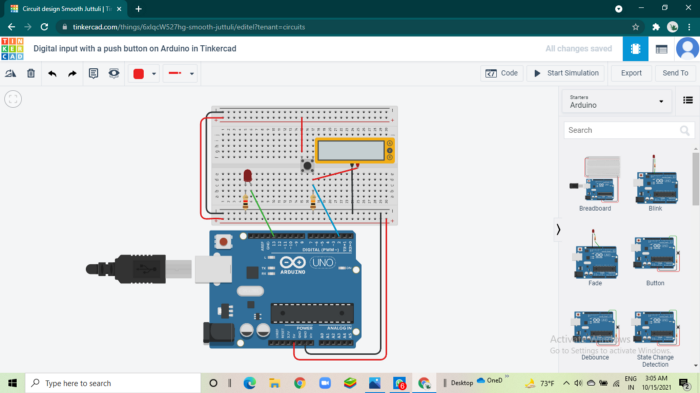 Circuit design Smooth Juttuli | Ti
tinkercad.com/things/6xlqcW527hg-smooth-juttuli/editel?tenant=circuits
TIN
KER
CAD
Digital input with a push button on Arduino in Tinkercad
All changes saved
Code
Start Simulation
Export
Send To
Starters
Arduino
Search
Breadboard
Blink
Fade
Button
Debounce
State Change
Detection
DIGITAL (PWM ~)
UNO
ARDUINO
POWER
ANALOG IN
Activate Windows
Go to Settings to activate Windows.
Type here to search
Desktop
OneD
73°F
ENG
IN
3:05 AM
10/15/2021